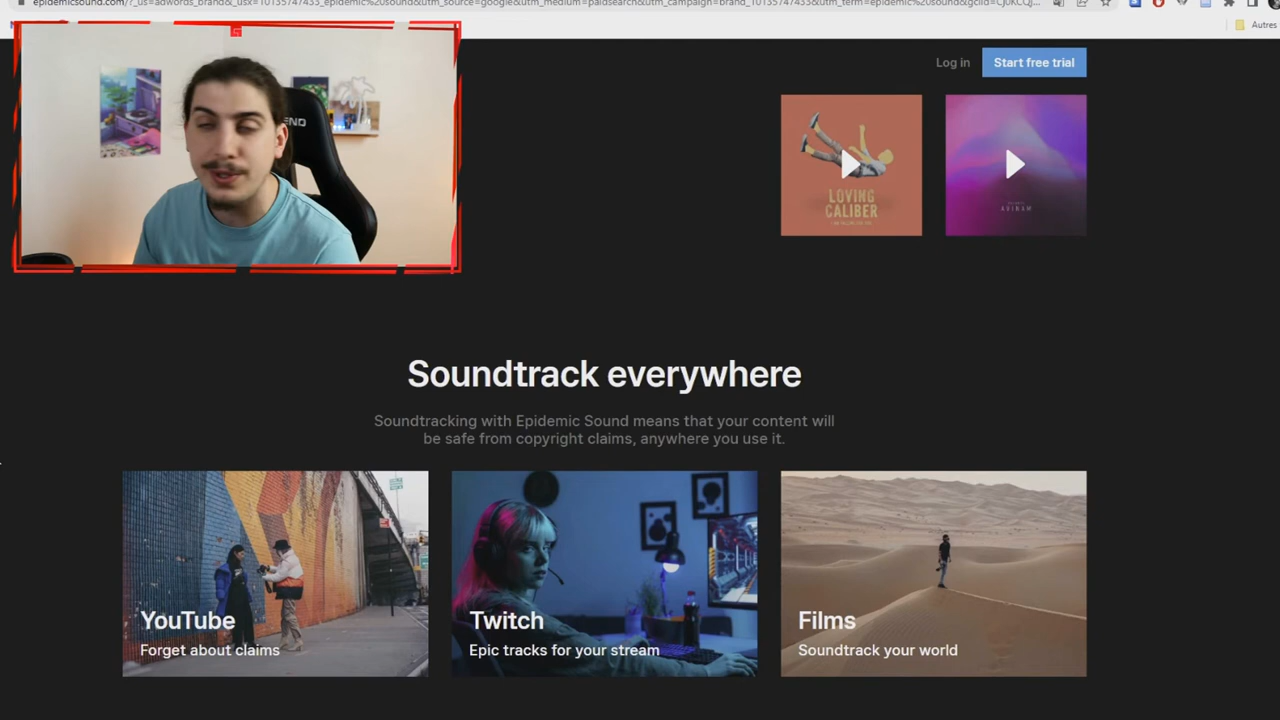 Log in
Start free trial
END
LOVING
CALIBER
Soundtrack everywhere
Soundtracking with Epidemic Sound means that your content will
be safe from copyright claims, anywhere you use it.
YouTube
Forget about claims
Twitch
Epic tracks for your stream
Films
Soundtrack your world
Autres